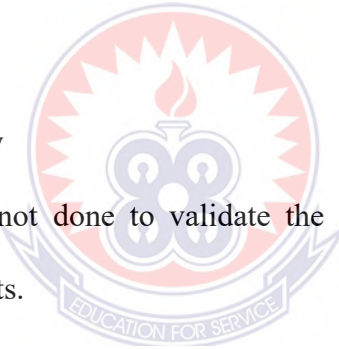 y
not done to validate the
ts.
EDUCATION FOR SERVICE